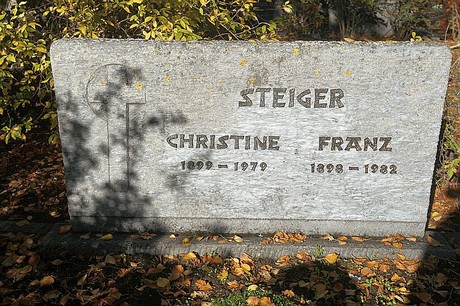 STEIGER
CHRISTINE FRANZ
1899 – 1979 1898 – 1982